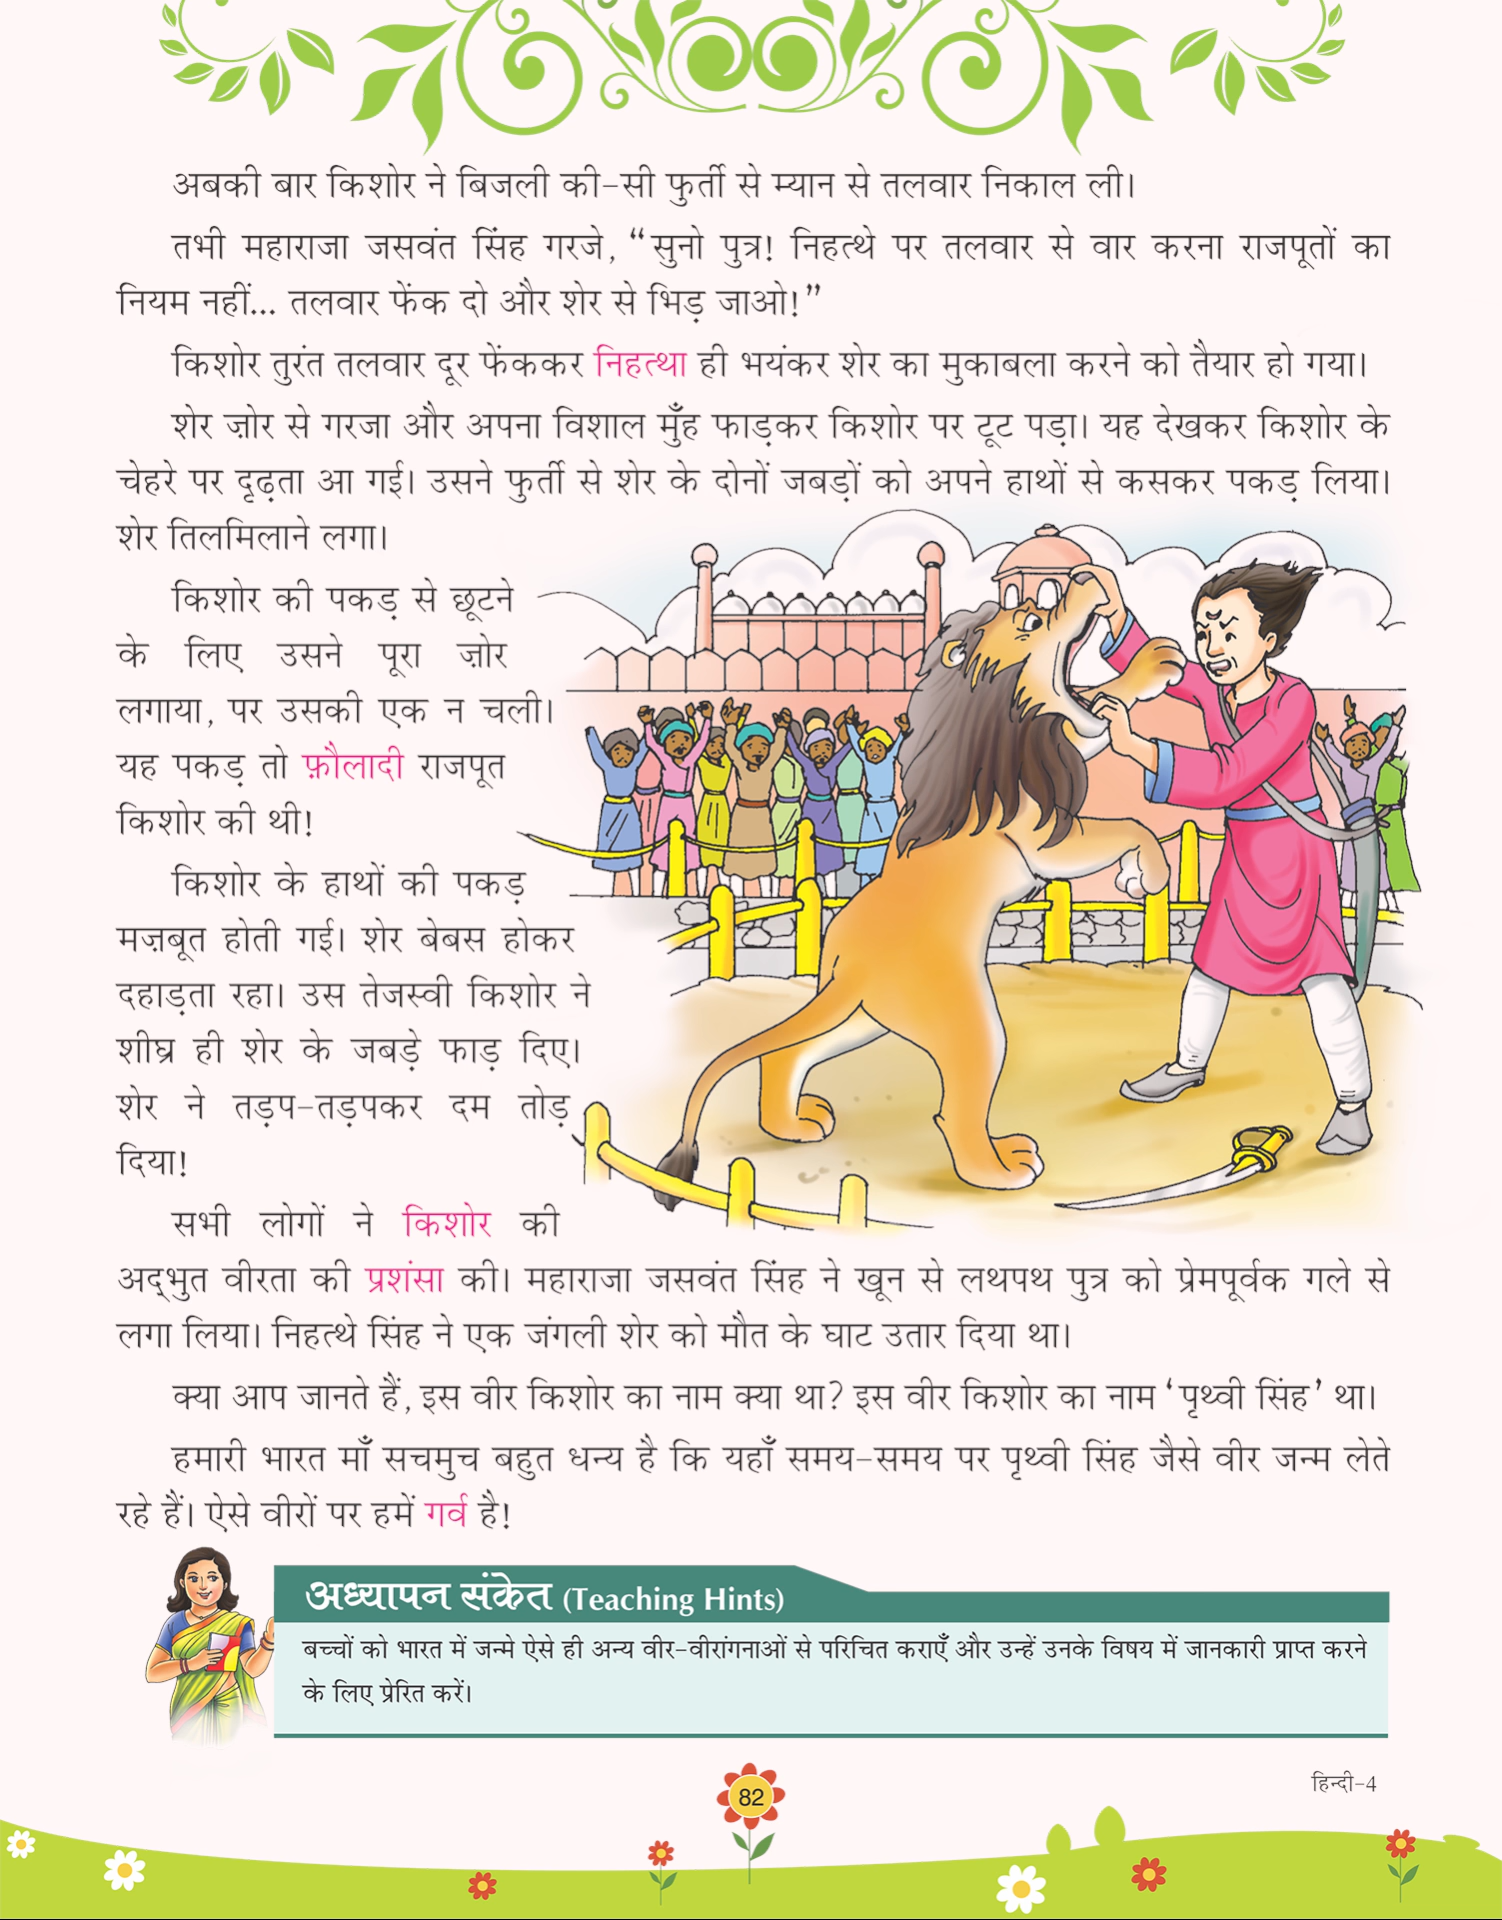 अबकी बार किशोर ने बिजली की-सी फुर्ती से म्यान से तलवार निकाल ली।
तभी महाराजा जसवंत सिंह गरजे, “सुनो पुत्र! निहत्थे पर तलवार से वार करना राजपूतों का
नियम नहीं... तलवार फेंक दो और शेर से भिड़ जाओ!”
किशोर तुरंत तलवार दूर फेंककर निहत्था ही भयंकर शेर का मुकाबला करने को तैयार हो गया।
शेर ज़ोर से गरजा और अपना विशाल मुँह फाड़कर किशोर पर टूट पड़ा। यह देखकर किशोर के
चेहरे पर दृढ़ता आ गई। उसने फुर्ती से शेर के दोनों जबड़ों को अपने हाथों से कसकर पकड़ लिया।
शेर तिलमिलाने लगा।
किशोर की पकड़ से छूटने
के लिए उसने पूरा ज़ोर
लगाया, पर उसकी एक न चली।
यह पकड़ तो फ़ौलादी राजपूत
किशोर की थी!
किशोर के हाथों की पकड़
मज़बूत होती गई। शेर बेबस होकर
दहाड़ता रहा। उस तेजस्वी किशोर ने
शीघ्र ही शेर के जबड़े फाड़ दिए।
शेर ने तड़प-तड़पकर दम तोड़
दिया!
सभी लोगों ने किशोर की
अद्‌भुत वीरता की प्रशंसा की। महाराजा जसवंत सिंह ने खून से लथपथ पुत्र को प्रेमपूर्वक गले से
लगा लिया। निहत्थे सिंह ने एक जंगली शेर को मौत के घाट उतार दिया था।
क्या आप जानते हैं, इस वीर किशोर का नाम क्या था? इस वीर किशोर का नाम ‘पृथ्वी सिंह’ था।
हमारी भारत माँ सचमुच बहुत धन्य है कि यहाँ समय-समय पर पृथ्वी सिंह जैसे वीर जन्म लेते
रहे हैं। ऐसे वीरों पर हमें गर्व है!
अध्यापन संकेत (Teaching Hints)
बच्चों को भारत में जन्मे ऐसे ही अन्य वीर-वीरांगनाओं से परिचित कराएँ और उन्हें उनके विषय में जानकारी प्राप्त करने
के लिए प्रेरित करें।
हिन्दी-4
82